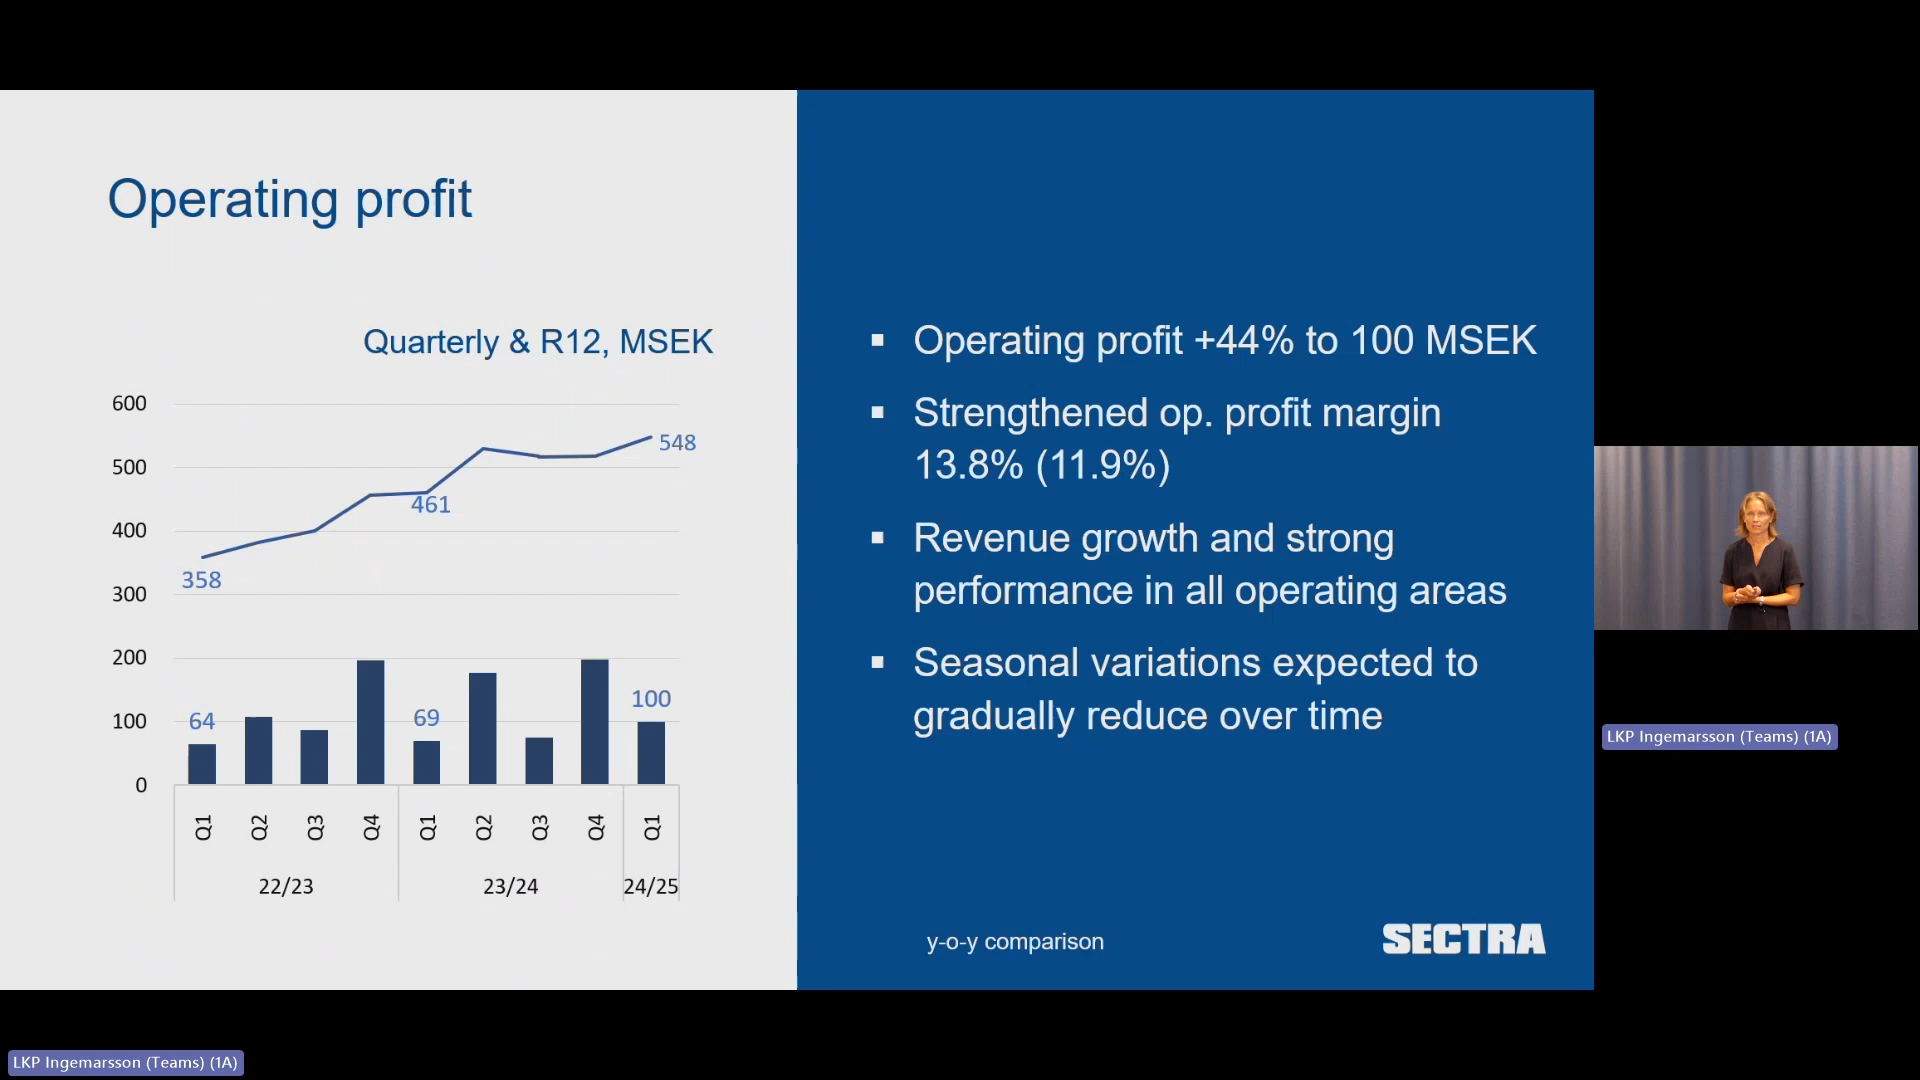 Operating profit
Quarterly & R12, MSEK
600
500
400
300
200
100
0
358
461
548
64
69
100
Q1 Q2 Q3 Q4 Q1 Q2 Q3 Q4 Q1
22/23 23/24 24/25
▪ Operating profit +44% to 100 MSEK
▪ Strengthened op. profit margin
13.8% (11.9%)
▪ Revenue growth and strong
performance in all operating areas
▪ Seasonal variations expected to
gradually reduce over time
y-o-y comparison
SECTRA
LKP Ingemarsson (Teams) (1A)
LKP Ingemarsson (Teams) (1A)